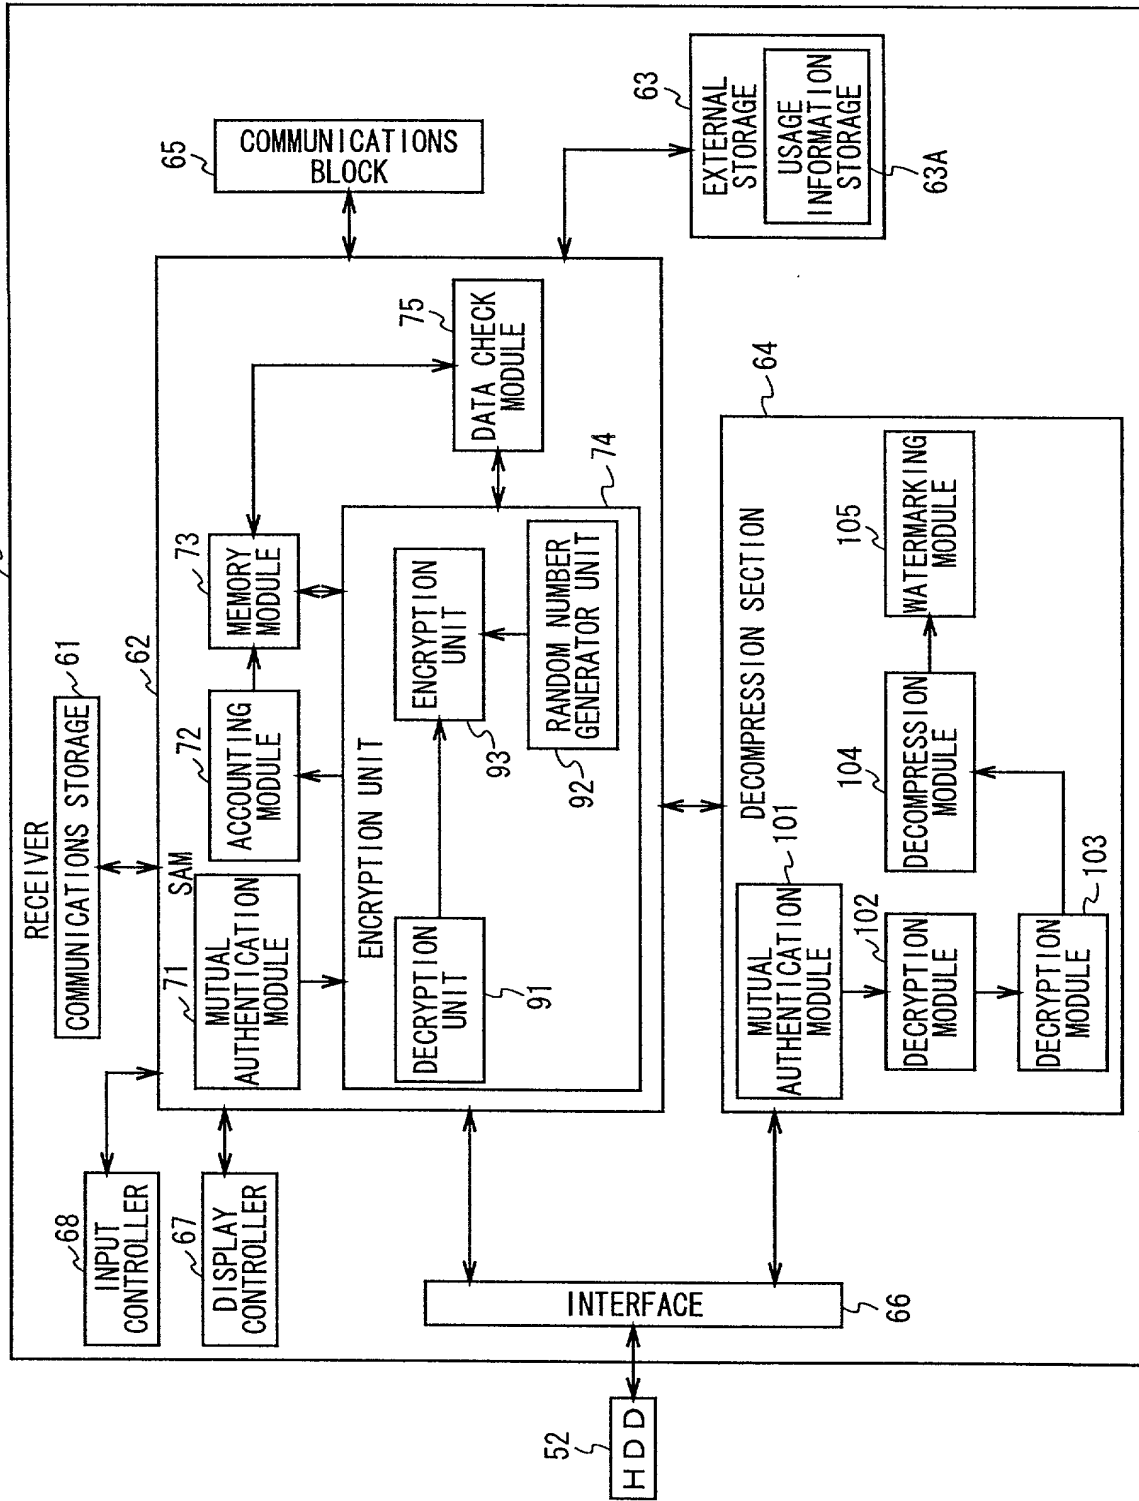 RECEIVER
COMMUNICATIONS STORAGE
61
68
INPUT
CONTROLLER
67
DISPLAY
CONTROLLER
SAM
62
71
MUTUAL
AUTHENTICATION
MODULE
72
ACCOUNTING
MODULE
73
MEMORY
MODULE
65
COMMUNICATIONS
BLOCK
ENCRYPTION UNIT
DECRYPTION
UNIT
91
ENCRYPTION
UNIT
93
RANDOM NUMBER
GENERATOR UNIT
92
74
75
DATA CHECK
MODULE
63
EXTERNAL
STORAGE
USAGE
INFORMATION
STORAGE
63A
52
HDD
INTERFACE
66
DECOMPRESSION SECTION
64
MUTUAL
AUTHENTICATION
MODULE
101
102
DECRYPTION
MODULE
DECRYPTION
MODULE
103
104
DECOMPRESSION
MODULE
105
WATERMARKING
MODULE